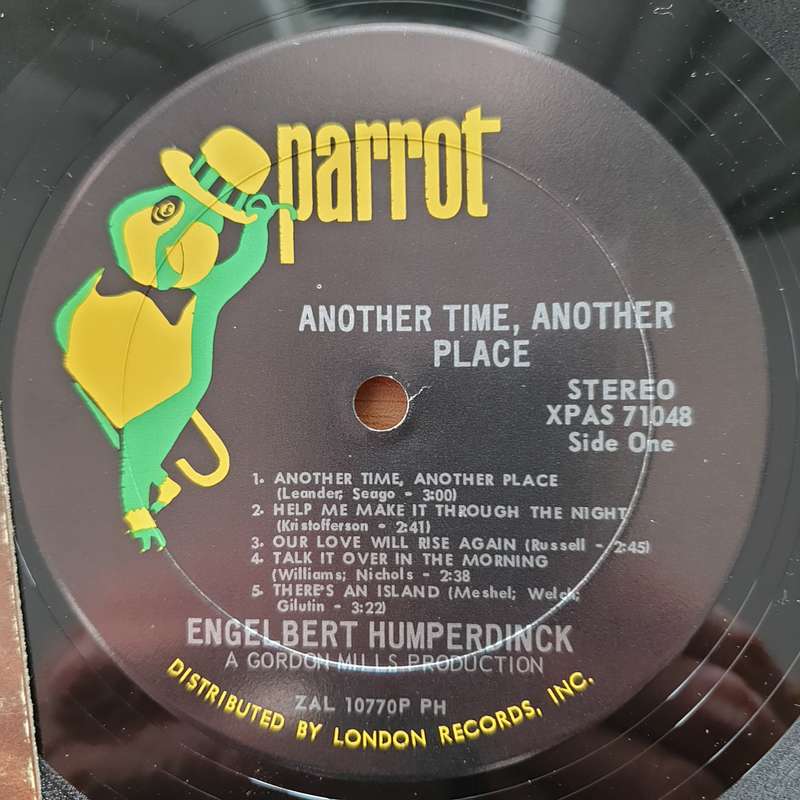 parrot
ANOTHER TIME, ANOTHER
PLACE
STEREO
XPAS 71048
Side One
1. ANOTHER TIME, ANOTHER PLACE
(Leander; Seago - 3:00)
2. HELP ME MAKE IT THROUGH THE NIGHT
(Kristofferson - 2:41)
3. OUR LOVE WILL RISE AGAIN (Russell - 2:45)
4. TALK IT OVER IN THE MORNING
(Williams; Nichols - 2:38
5. THERE'S AN ISLAND (Meshel; Welch;
Gilutin - 3:22)
ENGELBERT HUMPERDINCK
A GORDON MILLS PRODUCTION
ZAL 10770P PH
DISTRIBUTED BY LONDON RECORDS, INC.